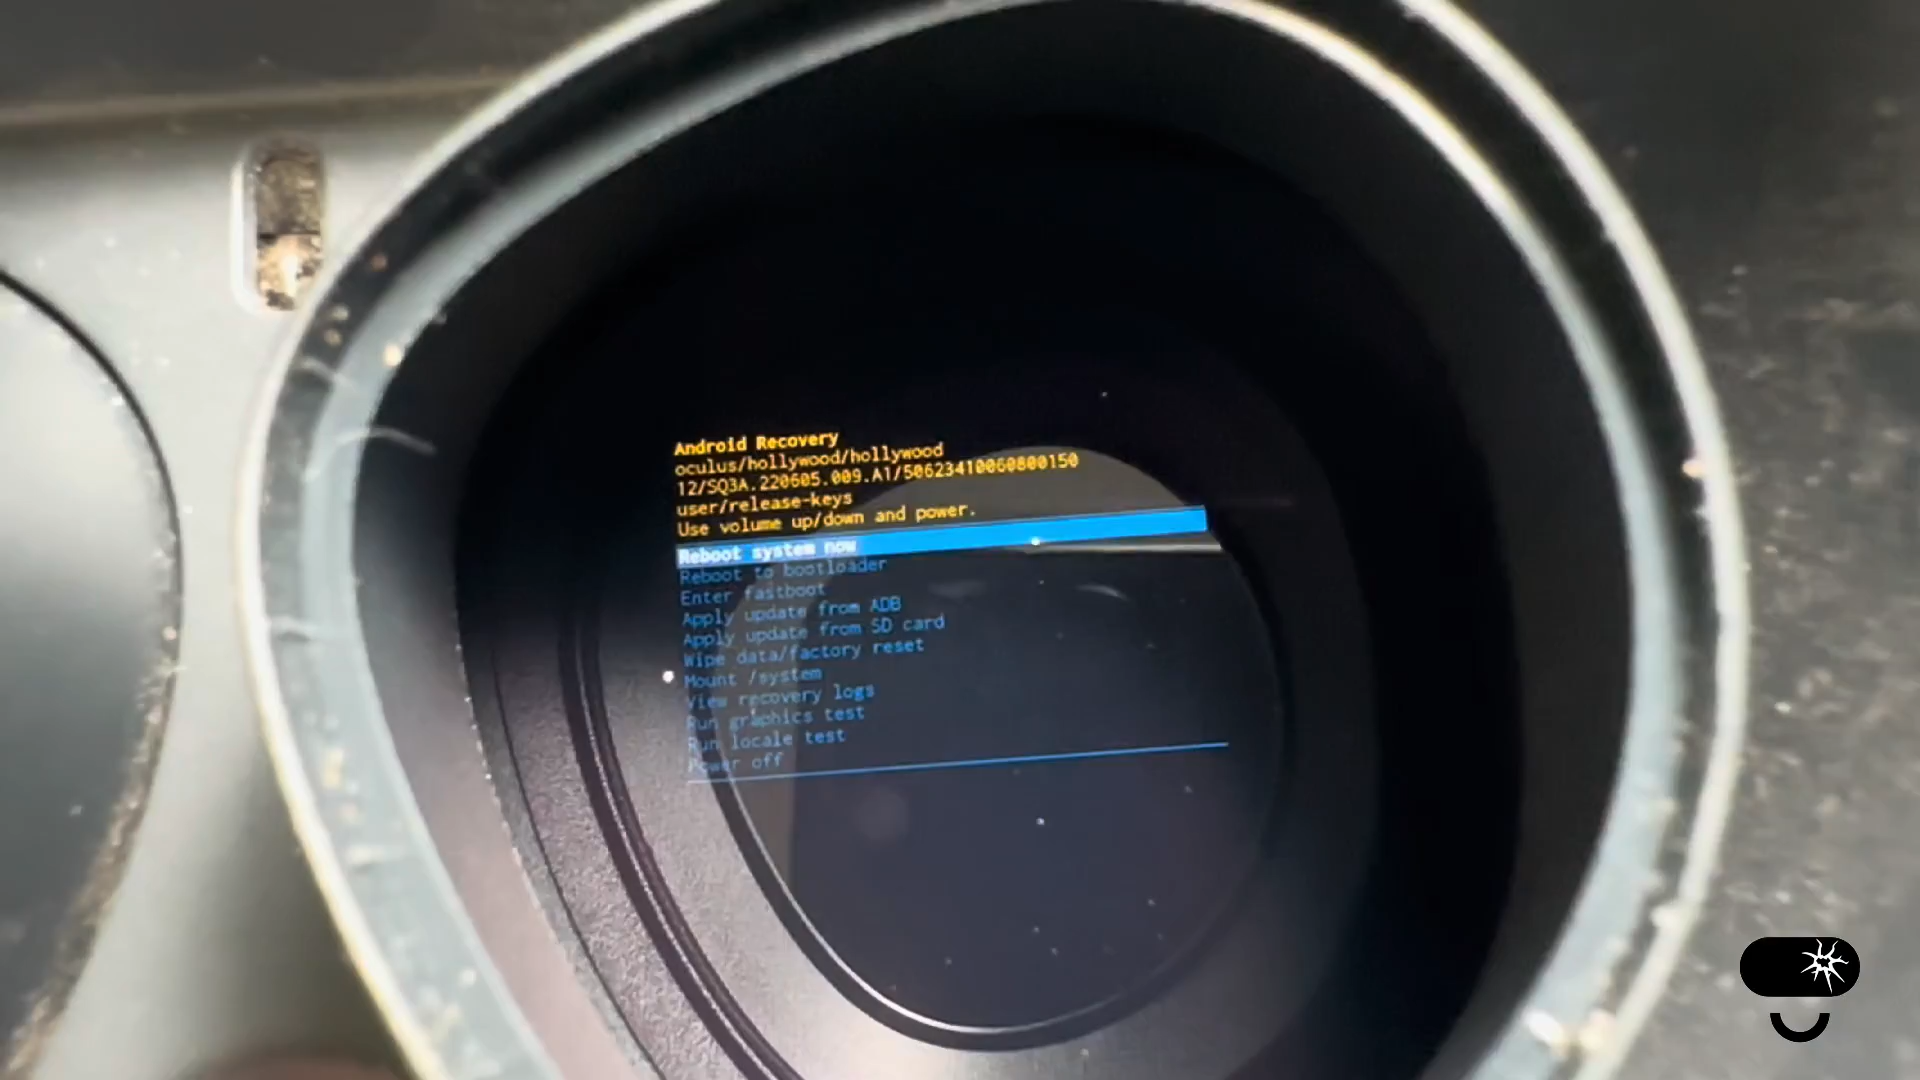 Android Recovery
oculus/hollywood/hollywood
12/SQ3A.220605.009.A1/50623410060800150
user/release-keys
Use volume up/down and power.
Reboot system now
Reboot to bootloader
Enter fastboot
Apply update from ADB
Apply update from SD card
Wipe data/factory reset
Mount /system
View recovery logs
Run graphics test
Run locale test
Power off